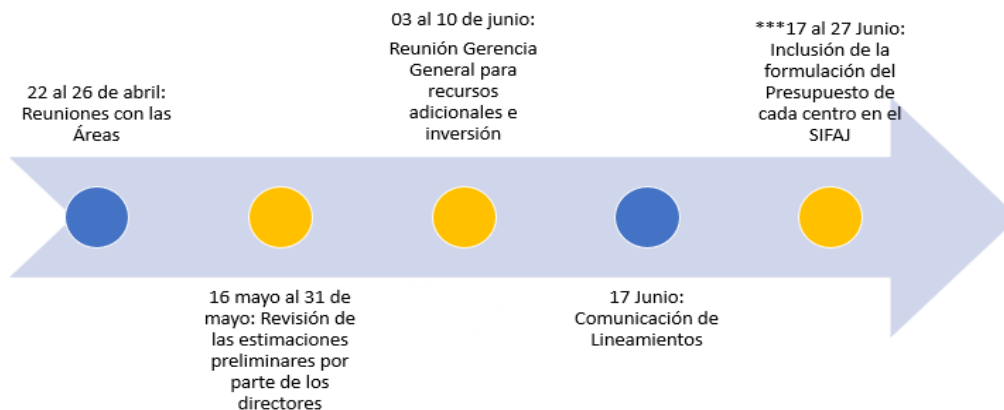 22 al 26 de abril:
Reuniones con las
Áreas
16 mayo al 31 de
mayo: Revisión de
las estimaciones
preliminares por
parte de los
directores
03 al 10 de junio:
Reunión Gerencia
General para
recursos
adicionales e
inversión
17 Junio:
Comunicación de
Lineamientos
***17 al 27 Junio:
Inclusión de la
formulación del
Presupuesto de
cada centro en el
SIFAJ